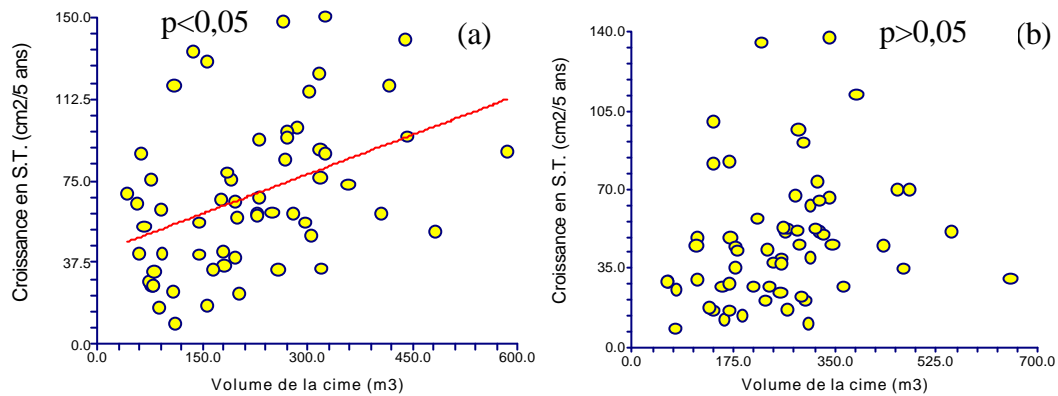 p<0,05
(a)
Croissance en S.T. (cm2/5 ans)
150.0
112.5
75.0
37.5
0.0
0.0 150.0 300.0 450.0 600.0
Volume de la cime (m3)
p>0,05
(b)
Croissance en S.T. (cm2/5 ans)
140.0
105.0
70.0
35.0
0.0
0.0 175.0 350.0 525.0 700.0
Volume de la cime (m3)